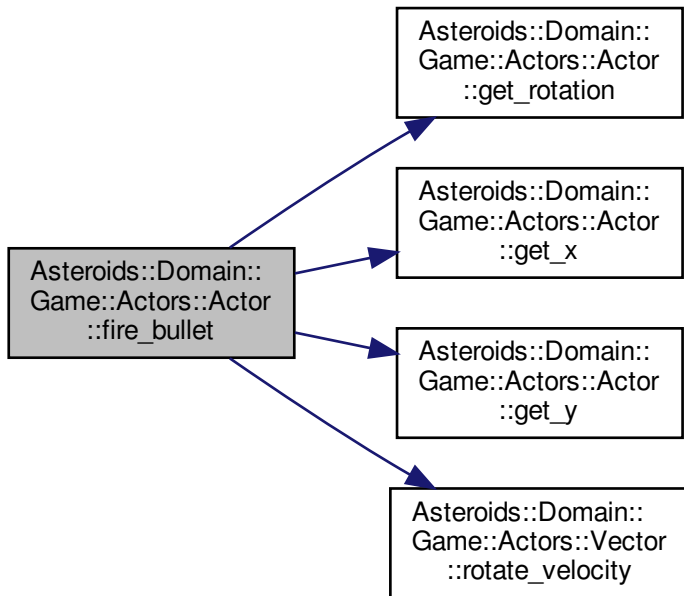 Asteroids::Domain::
Game::Actors::Actor
::get_rotation
Asteroids::Domain::
Game::Actors::Actor
::get_x
Asteroids::Domain::
Game::Actors::Actor
::fire_bullet
Asteroids::Domain::
Game::Actors::Actor
::get_y
Asteroids::Domain::
Game::Actors::Vector
::rotate_velocity